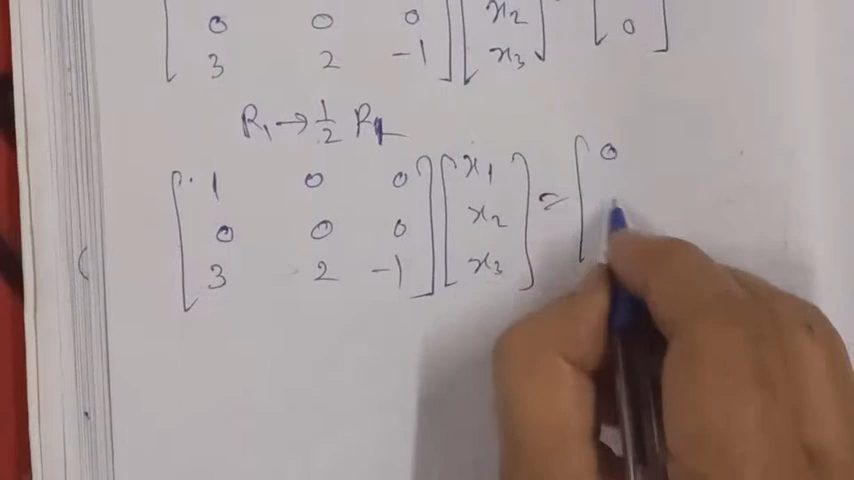 0 0 0 x₂
3 2 -1 x₃ 0
R₁ → 1/2 R₁
1 0 0 x₁ 0
0 0 0 x₂ =
3 2 -1 x₃